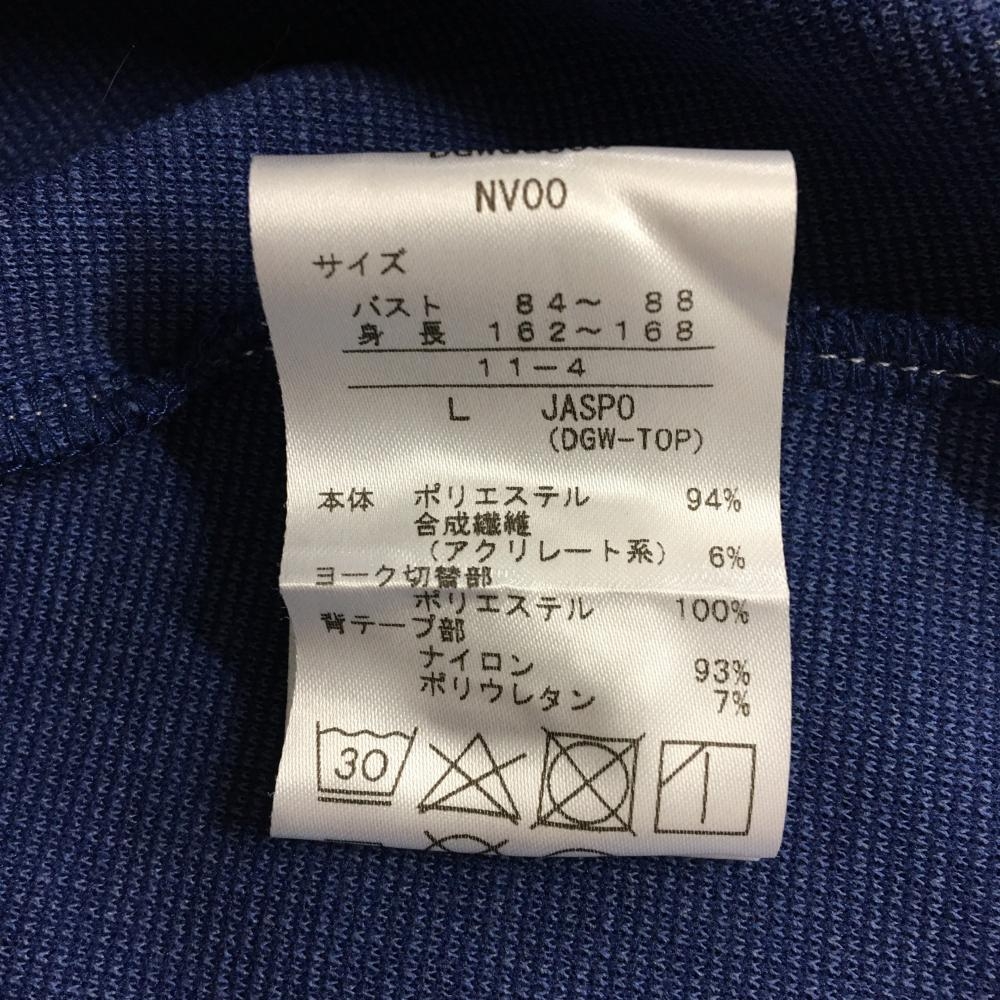 NV00
サイズ
バスト 84～ 88
身長 162～168
11-4
L JASPO
(DGW-TOP)
本体 ポリエステル 94%
合成繊維
(アクリレート系) 6%
ヨーク切替部
ポリエステル 100%
背テープ部
ナイロン 93%
ポリウレタン 7%
30